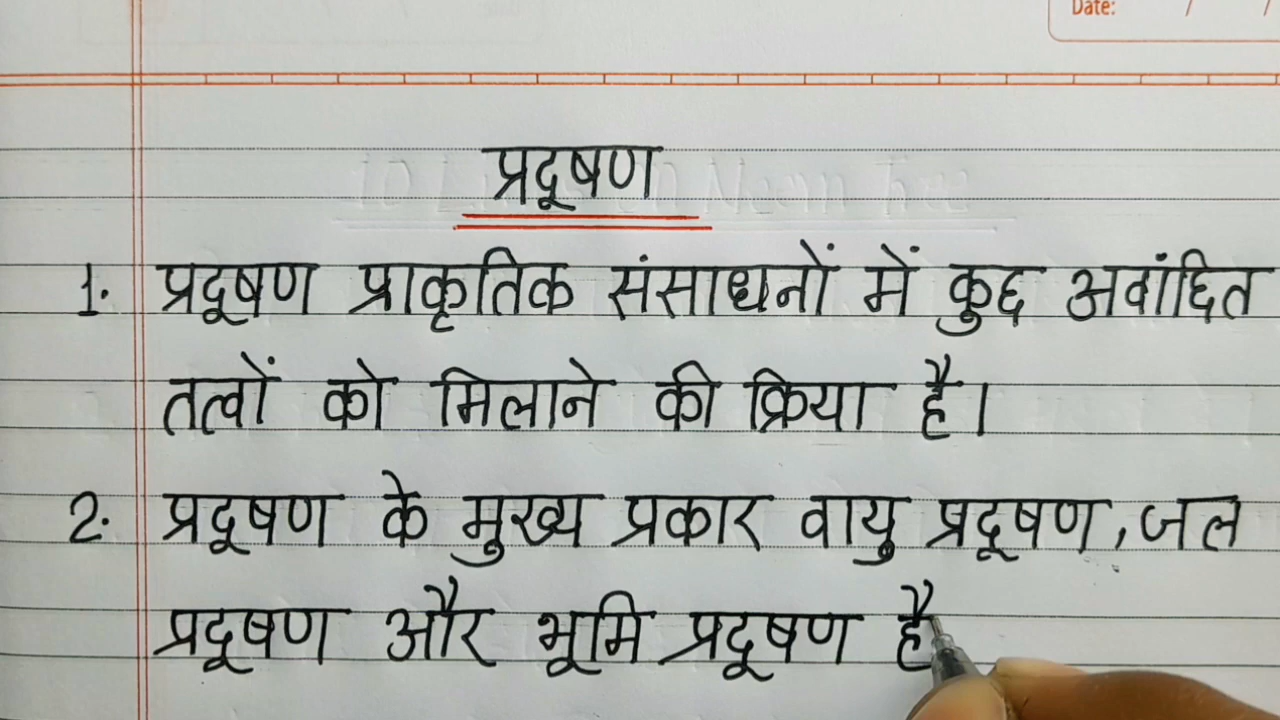 Date: / /
प्रदूषण
1. प्रदूषण प्राकृतिक संसाधनों में कुछ अवांछित
तत्वों को मिलाने की क्रिया है।
2. प्रदूषण के मुख्य प्रकार वायु प्रदूषण, जल
प्रदूषण और भूमि प्रदूषण है